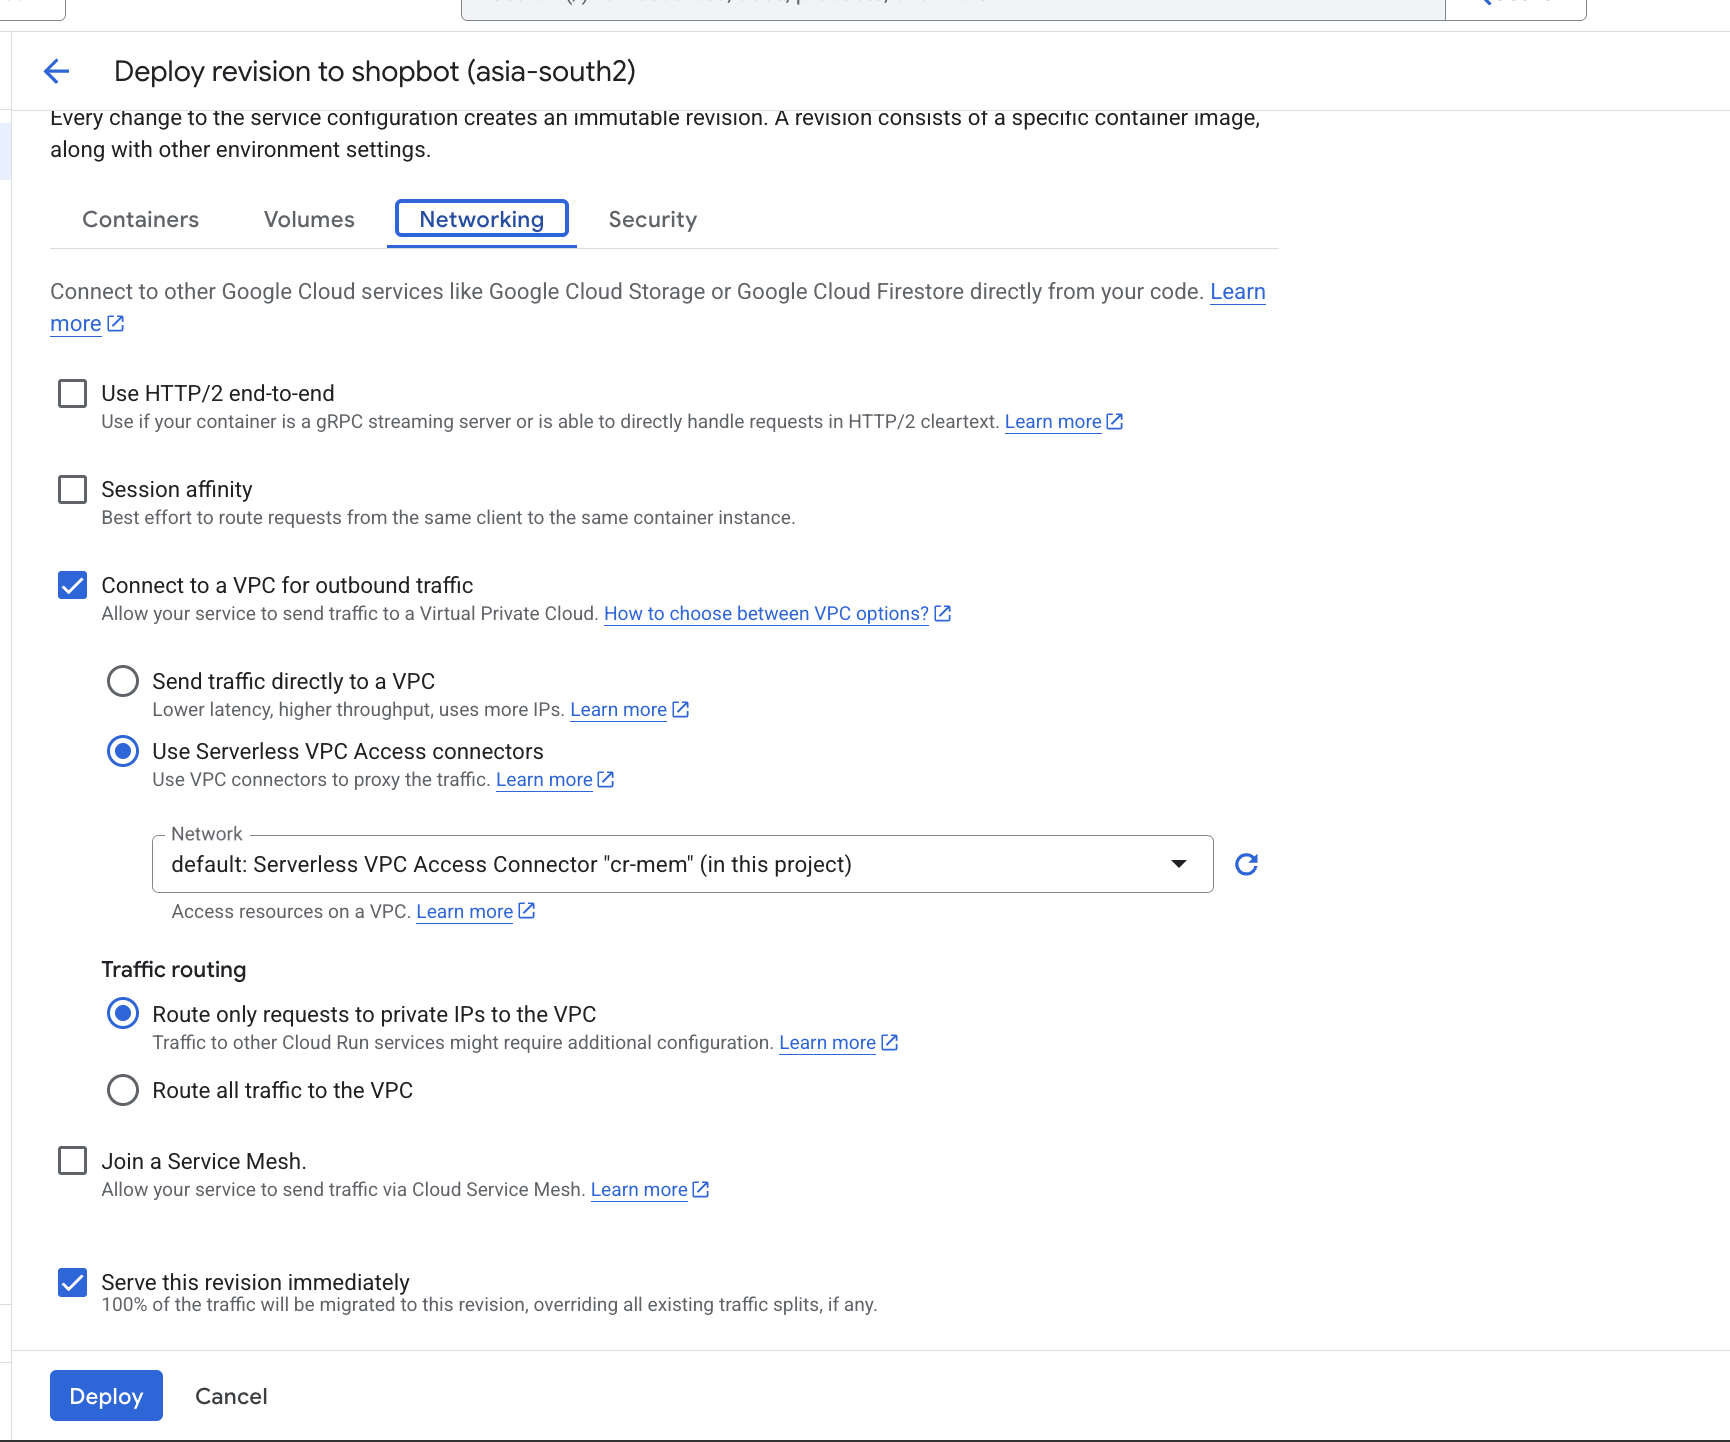 Deploy revision to shopbot (asia-south2)
Every change to the service configuration creates an immutable revision. A revision consists of a specific container image,
along with other environment settings.
Containers Volumes Networking Security
Connect to other Google Cloud services like Google Cloud Storage or Google Cloud Firestore directly from your code. Learn
more
Use HTTP/2 end-to-end
Use if your container is a gRPC streaming server or is able to directly handle requests in HTTP/2 cleartext. Learn more
Session affinity
Best effort to route requests from the same client to the same container instance.
Connect to a VPC for outbound traffic
Allow your service to send traffic to a Virtual Private Cloud. How to choose between VPC options?
Send traffic directly to a VPC
Lower latency, higher throughput, uses more IPs. Learn more
Use Serverless VPC Access connectors
Use VPC connectors to proxy the traffic. Learn more
Network
default: Serverless VPC Access Connector "cr-mem" (in this project)
Access resources on a VPC. Learn more
Traffic routing
Route only requests to private IPs to the VPC
Traffic to other Cloud Run services might require additional configuration. Learn more
Route all traffic to the VPC
Join a Service Mesh.
Allow your service to send traffic via Cloud Service Mesh. Learn more
Serve this revision immediately
100% of the traffic will be migrated to this revision, overriding all existing traffic splits, if any.
Deploy Cancel